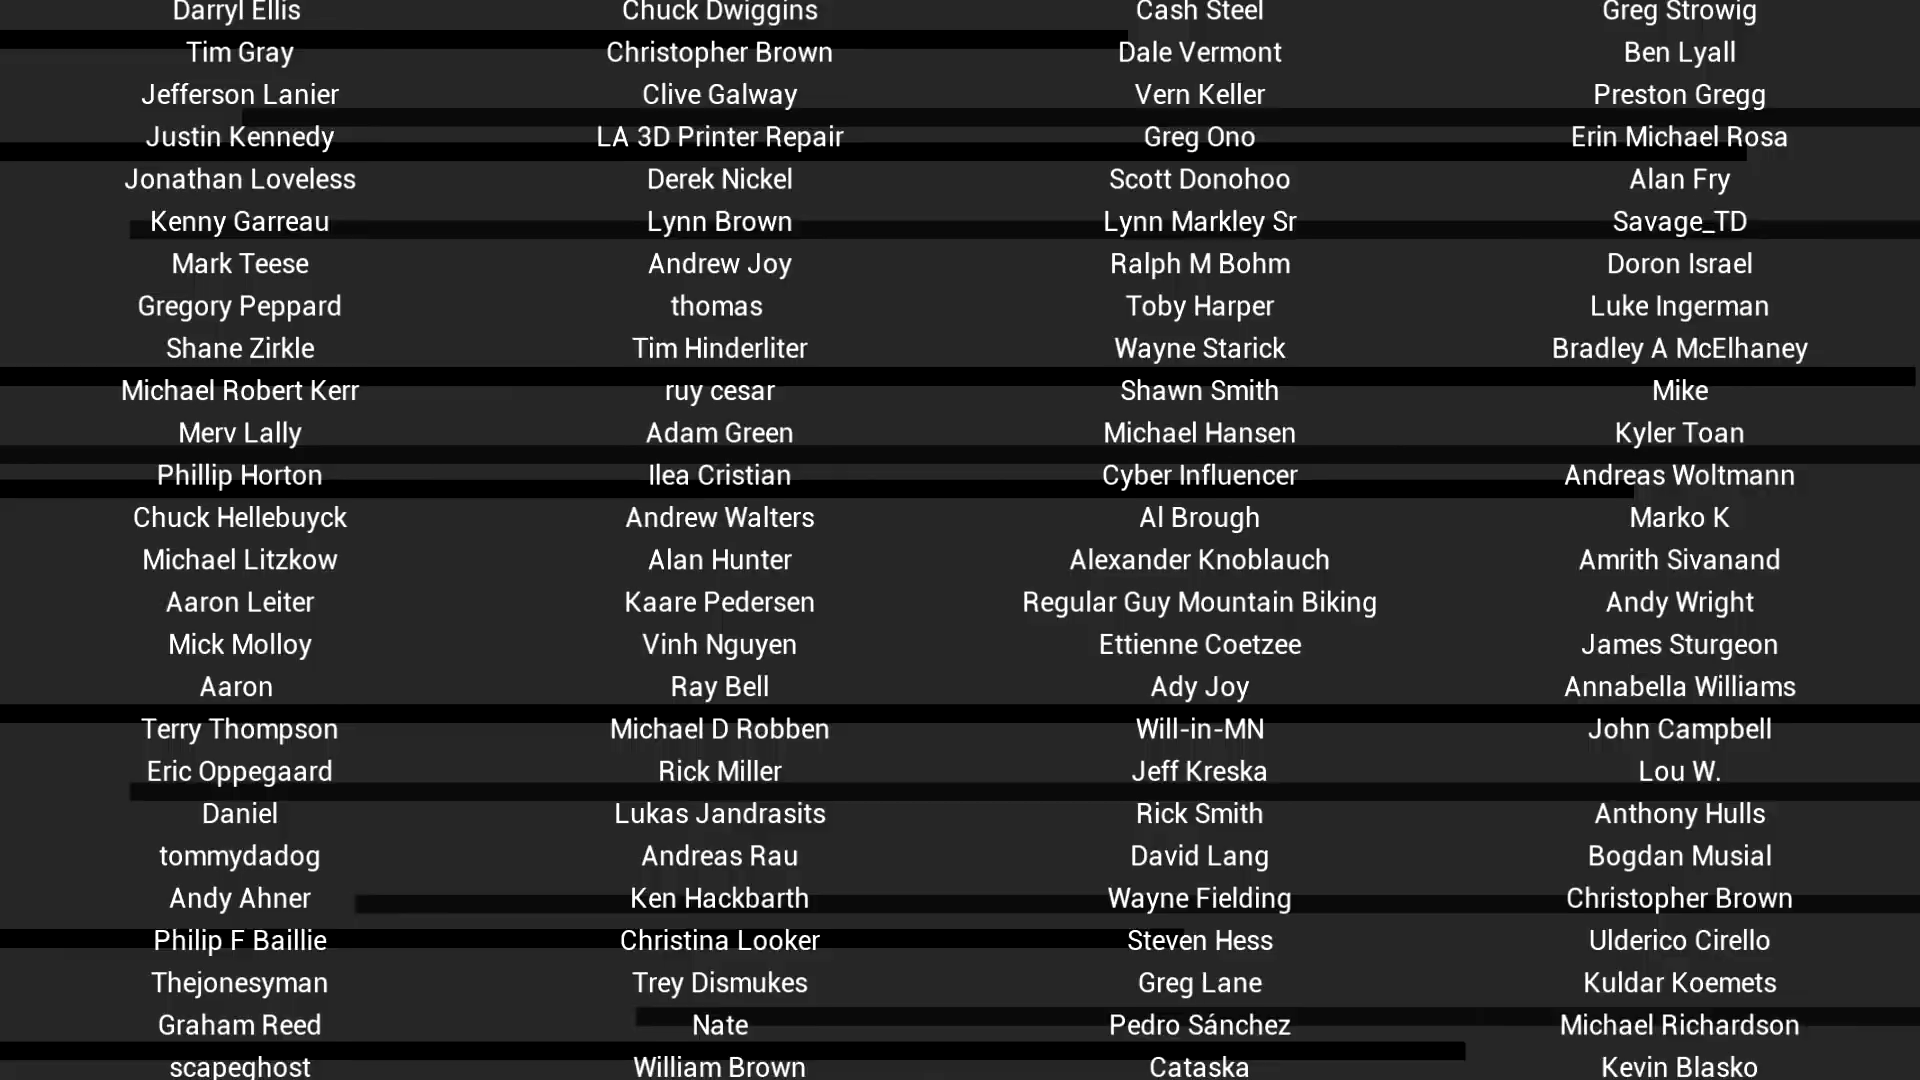 Darryl Ellis Chuck Dwiggins Cash Steel Greg Strowig
Tim Gray Christopher Brown Dale Vermont Ben Lyall
Jefferson Lanier Clive Galway Vern Keller Preston Gregg
Justin Kennedy LA 3D Printer Repair Greg Ono Erin Michael Rosa
Jonathan Loveless Derek Nickel Scott Donohoo Alan Fry
Kenny Garreau Lynn Brown Lynn Markley Sr Savage_TD
Mark Teese Andrew Joy Ralph M Bohm Doron Israel
Gregory Peppard thomas Toby Harper Luke Ingerman
Shane Zirkle Tim Hinderliter Wayne Starick Bradley A McElhaney
Michael Robert Kerr ruy cesar Shawn Smith Mike
Merv Lally Adam Green Michael Hansen Kyler Toan
Phillip Horton Ilea Cristian Cyber Influencer Andreas Woltmann
Chuck Hellebuyck Andrew Walters Al Brough Marko K
Michael Litzkow Alan Hunter Alexander Knoblauch Amrith Sivanand
Aaron Leiter Kaare Pedersen Regular Guy Mountain Biking Andy Wright
Mick Molloy Vinh Nguyen Ettienne Coetzee James Sturgeon
Aaron Ray Bell Ady Joy Annabella Williams
Terry Thompson Michael D Robben Will-in-MN John Campbell
Eric Oppegaard Rick Miller Jeff Kreska Lou W.
Daniel Lukas Jandrasits Rick Smith Anthony Hulls
tommydadog Andreas Rau David Lang Bogdan Musial
Andy Ahner Ken Hackbarth Wayne Fielding Christopher Brown
Philip F Baillie Christina Looker Steven Hess Ulderico Cirello
Thejonesyman Trey Dismukes Greg Lane Kuldar Koemets
Graham Reed Nate Pedro Sánchez Michael Richardson
scapeghost William Brown Cataska Kevin Blasko